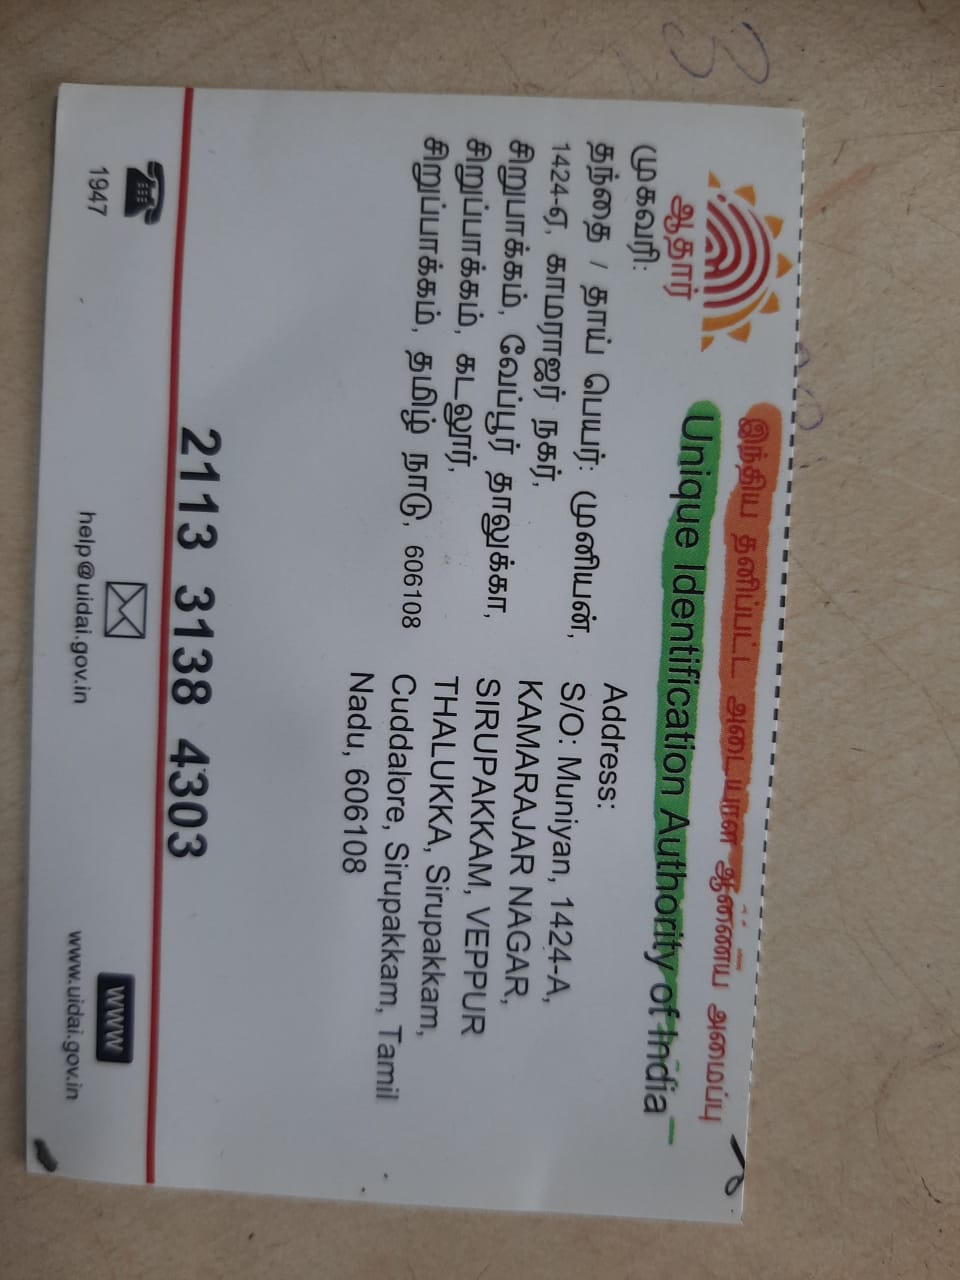 இந்திய தனிப்பட்ட அடையாள ஆணைய அமைப்பு
Unique Identification Authority of India
ஆதார்
முகவரி:
தந்தை / தாய் பெயர்: முனியன்,
1424-ஏ, காமராஜர் நகர்,
சிறுபாக்கம், வேப்பூர் தாலுக்கா,
சிறுப்பாக்கம், கடலூர்,
சிறுப்பாக்கம், தமிழ் நாடு, 606108
Address:
S/O: Muniyan, 1424-A,
KAMARAJAR NAGAR,
SIRUPAKKAM, VEPPUR
THALUKKA, Sirupakkam,
Cuddalore, Sirupakkam, Tamil
Nadu, 606108
2113 3138 4303
1947
help@uidai.gov.in
WWW
www.uidai.gov.in